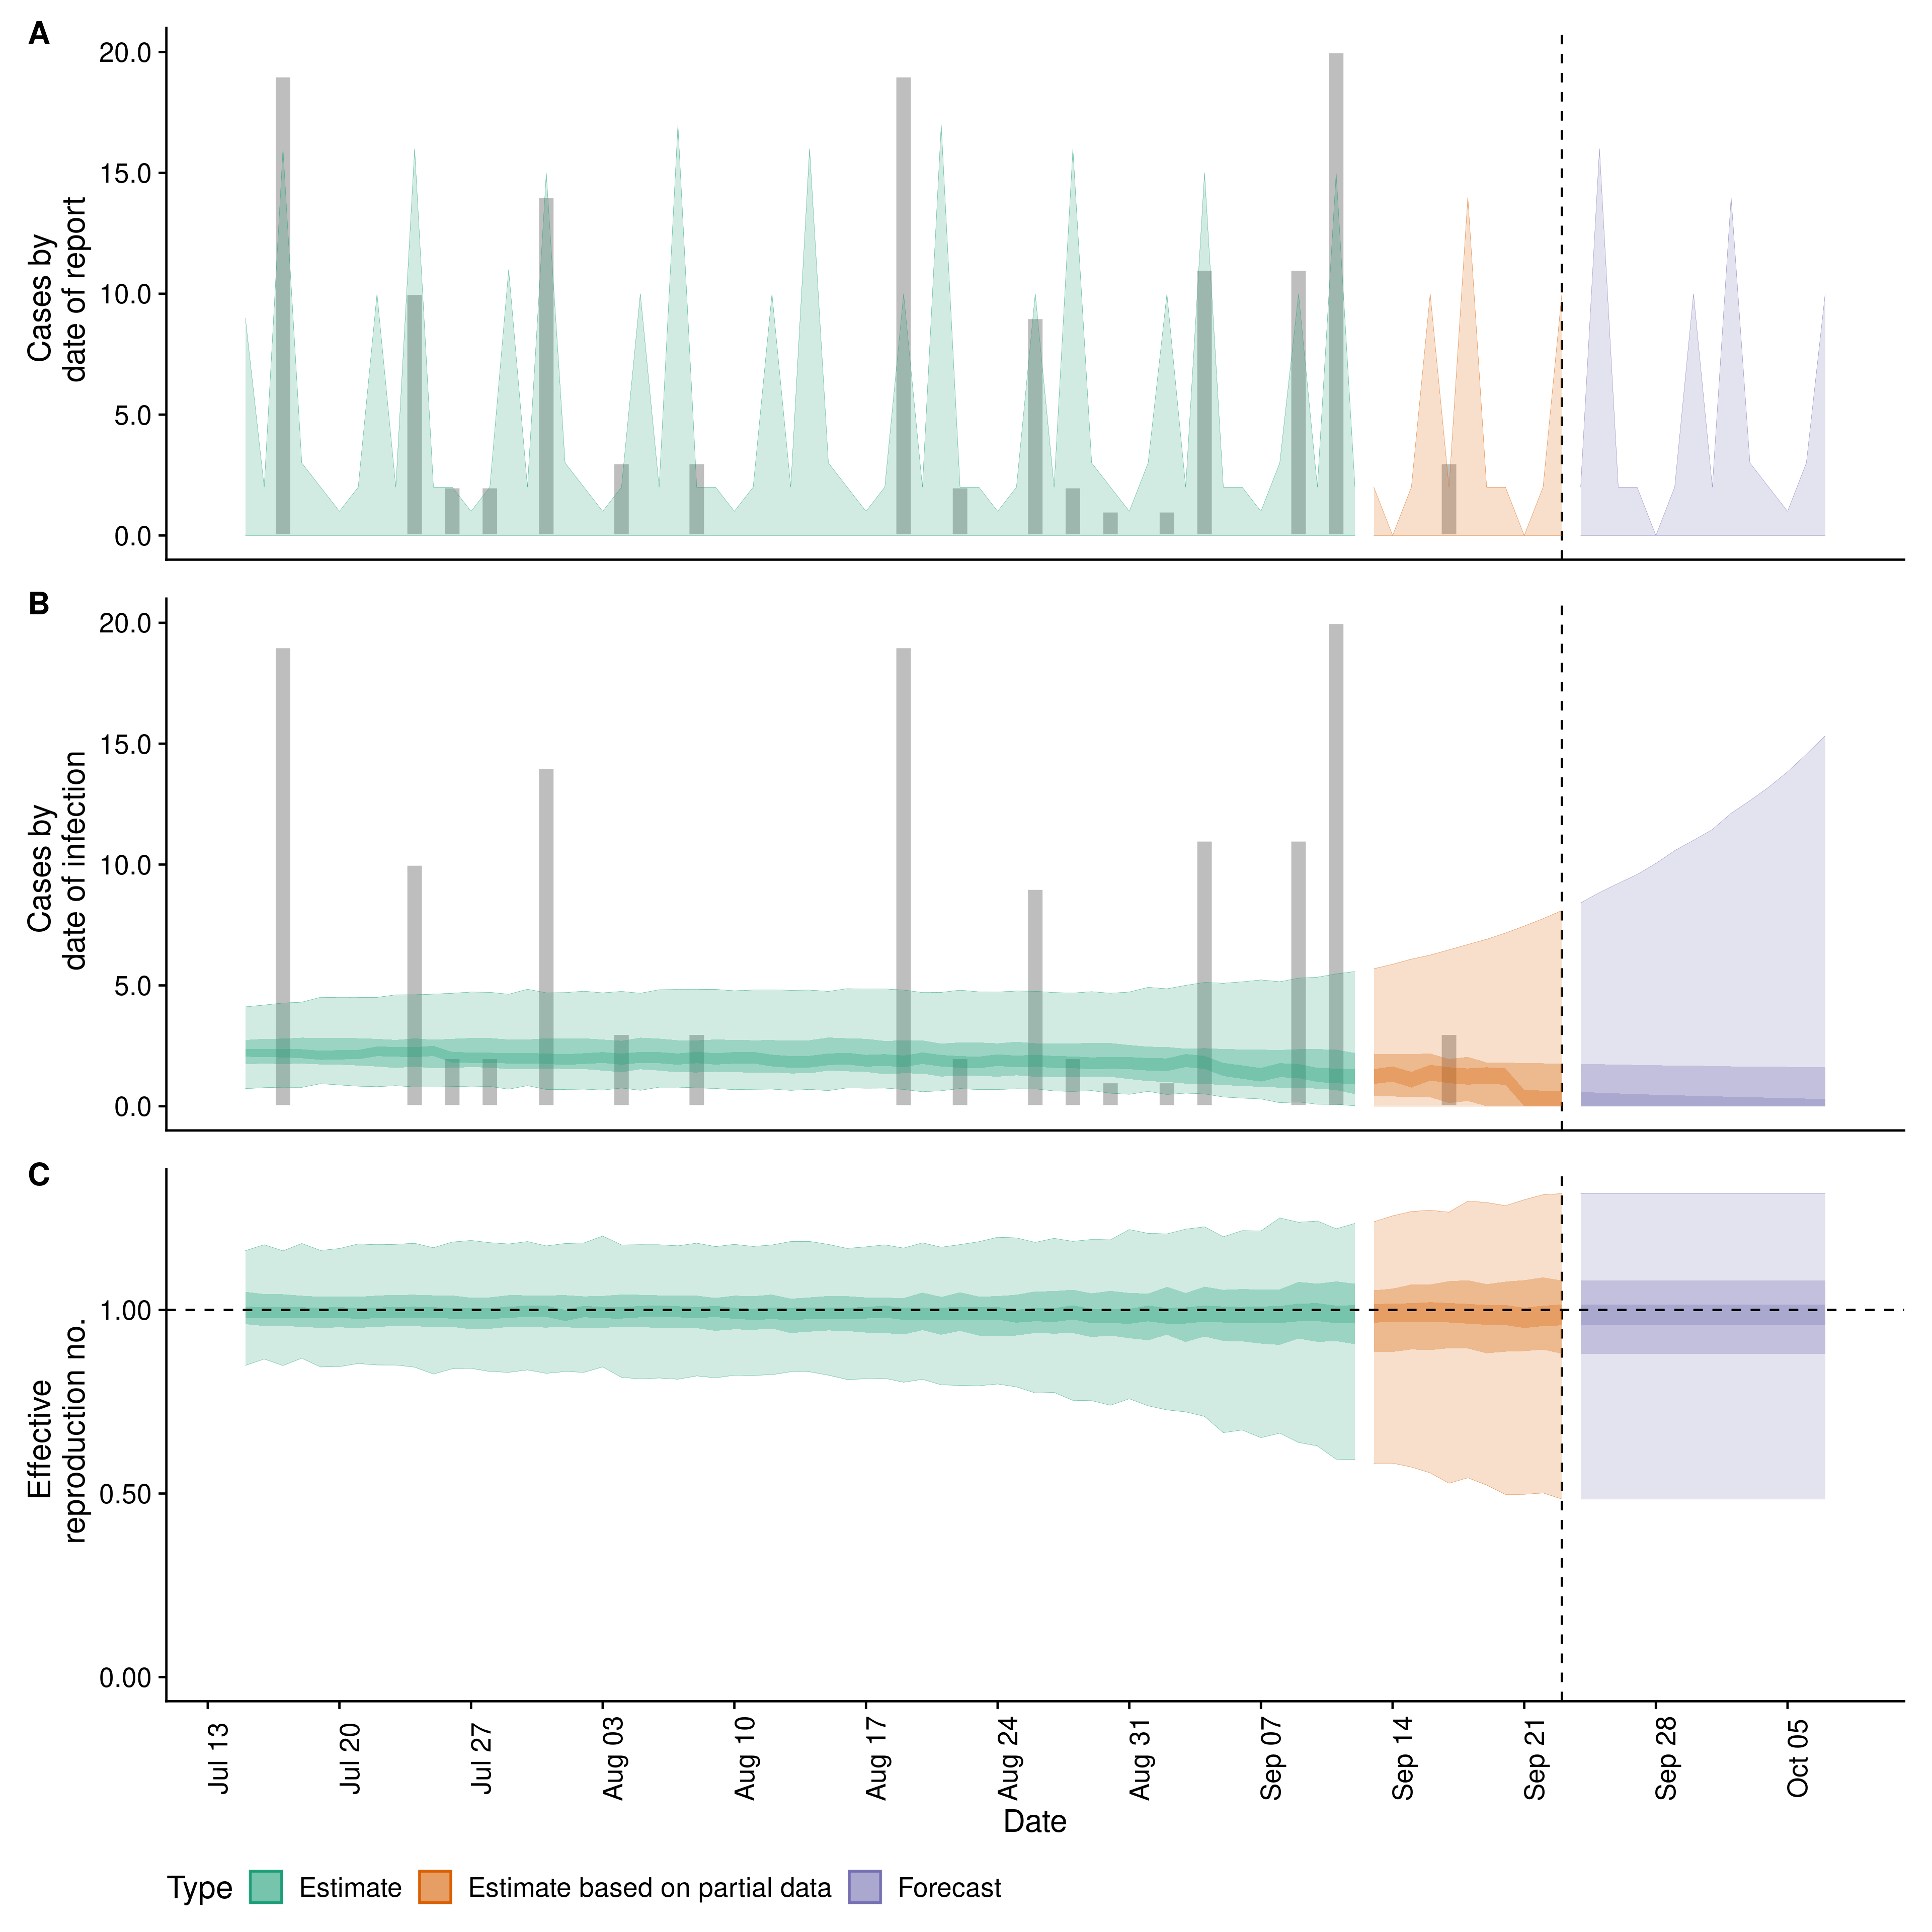 A
20.0
15.0
10.0
5.0
0.0
Cases by
date of report
B
20.0
15.0
10.0
5.0
0.0
Cases by
date of infection
C
1.00
0.50
0.00
Effective
reproduction no.
Jul 13
Jul 20
Jul 27
Aug 03
Aug 10
Aug 17
Aug 24
Aug 31
Sep 07
Sep 14
Sep 21
Sep 28
Oct 05
Date
Type Estimate Estimate based on partial data Forecast